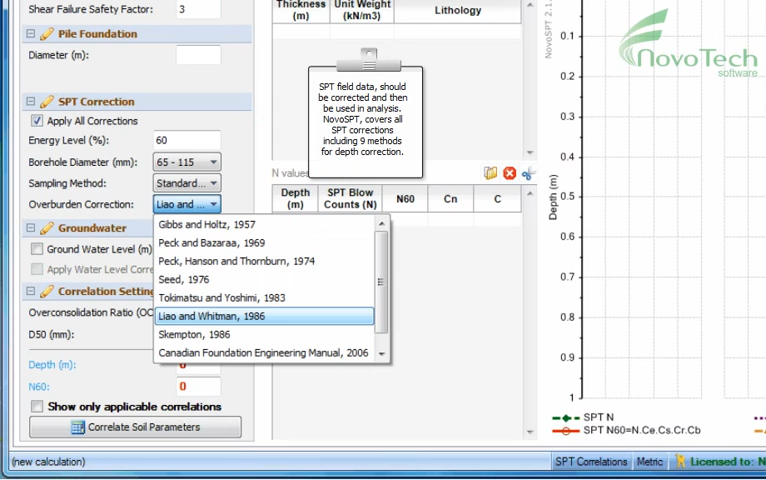 Shear Failure Safety Factor: 3
Pile Foundation
Diameter (m):
SPT Correction
Apply All Corrections
Energy Level (%): 60
Borehole Diameter (mm): 65 - 115
Sampling Method: Standard...
Overburden Correction: Liao and ...
Gibbs and Holtz, 1957
Peck and Bazaraa, 1969
Peck, Hanson and Thornburn, 1974
Seed, 1976
Tokimatsu and Yoshimi, 1983
Liao and Whitman, 1986
Skempton, 1986
Canadian Foundation Engineering Manual, 2006
Groundwater
Ground Water Level (m)
Apply Water Level Corre
Correlation Setting
Overconsolidation Ratio (OC
D50 (mm):
Depth (m): 0
N60: 0
Show only applicable correlations
Correlate Soil Parameters
Thickness (m) Unit Weight (kN/m3) Lithology
SPT field data, should
be corrected and then
be used in analysis.
NovoSPT, covers all
SPT corrections
including 9 methods
for depth correction.
N values
Depth (m) SPT Blow Counts (N) N60 Cn C
NovoSPT 2.1.
NovoTech
software
Depth (m)
0.1
0.2
0.3
0.4
0.5
0.6
0.7
0.8
0.9
1
SPT N
SPT N60=N.Ce.Cs.Cr.Cb
(new calculation) SPT Correlations Metric Licensed to: N